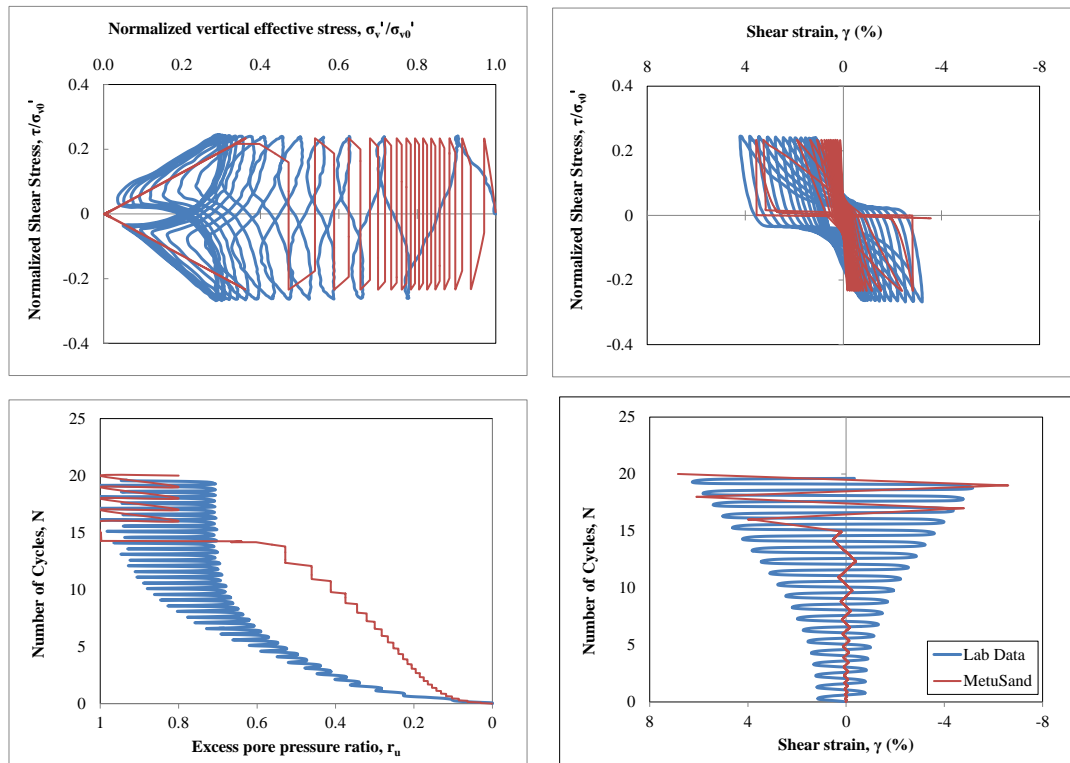 Normalized vertical effective stress, σv'/σv0'
0.0 0.2 0.4 0.6 0.8 1.0
Normalized Shear Stress, τ/σv0'
0.4
0.2
0
-0.2
-0.4
Shear strain, γ (%)
8 4 0 -4 -8
Normalized Shear Stress, τ/σv0'
0.4
0.2
0
-0.2
-0.4
Number of Cycles, N
25
20
15
10
5
0
1 0.8 0.6 0.4 0.2 0
Excess pore pressure ratio, ru
Number of Cycles, N
25
20
15
10
5
0
Lab Data
MetuSand
8 4 0 -4 -8
Shear strain, γ (%)